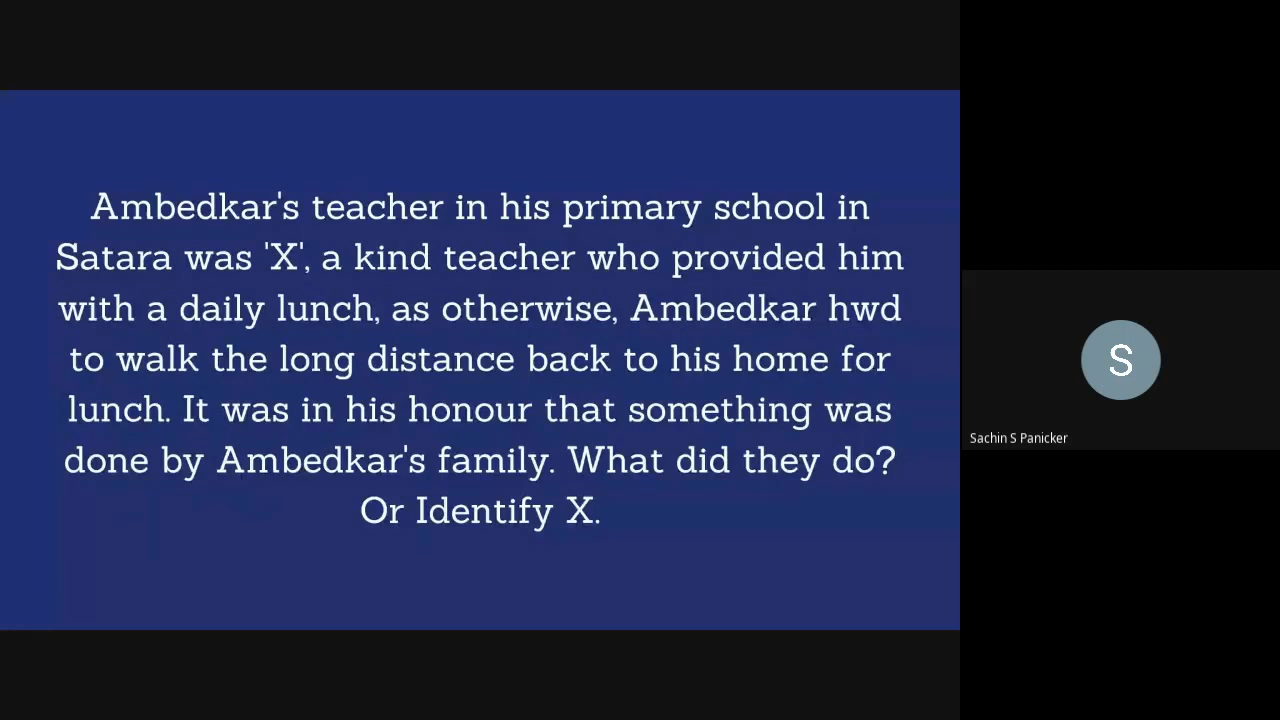 Ambedkar's teacher in his primary school in
Satara was 'X', a kind teacher who provided him
with a daily lunch, as otherwise, Ambedkar hwd
to walk the long distance back to his home for
lunch. It was in his honour that something was
done by Ambedkar's family. What did they do?
Or Identify X.
S
Sachin S Panicker